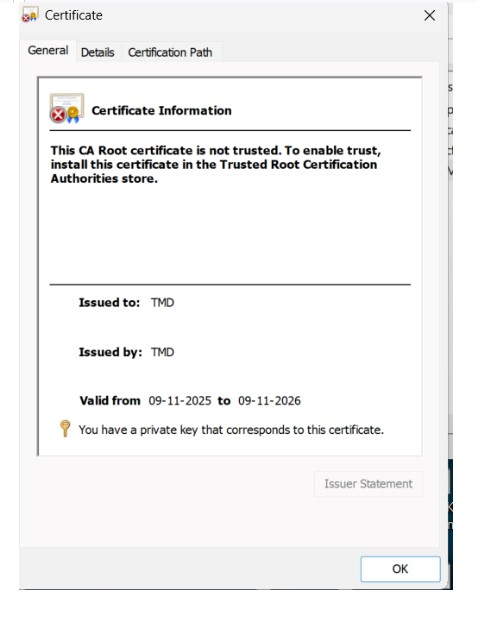 Certificate
General Details Certification Path
Certificate Information
This CA Root certificate is not trusted. To enable trust,
install this certificate in the Trusted Root Certification
Authorities store.
Issued to: TMD
Issued by: TMD
Valid from 09-11-2025 to 09-11-2026
You have a private key that corresponds to this certificate.
Issuer Statement
OK